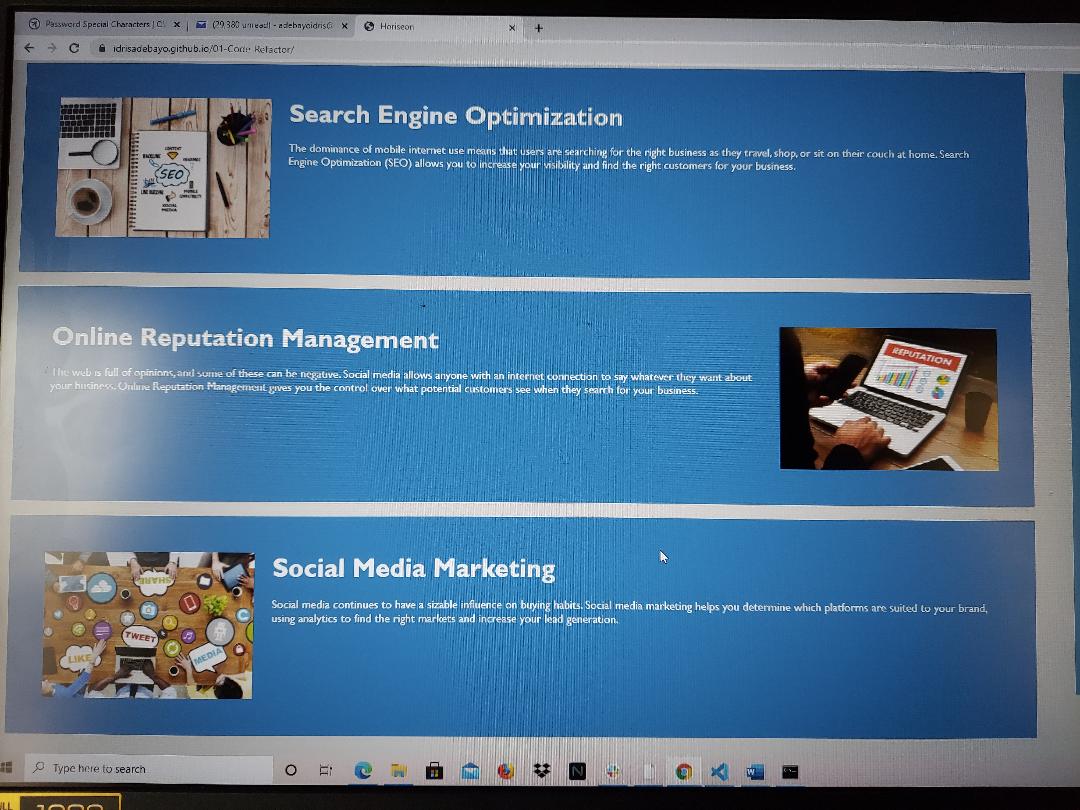 Password Special Characters | O
(29,380 unread) - adebayoidris
Horiseon
idrisadebayo.github.io/01-Code-Refactor/
Search Engine Optimization
The dominance of mobile internet use means that users are searching for the right business as they travel, shop, or sit on their couch at home. Search
Engine Optimization (SEO) allows you to increase your visibility and find the right customers for your business.
CONTENT
SEO
SOCIAL
MEDIA
Online Reputation Management
The web is full of opinions, and some of these can be negative. Social media allows anyone with an internet connection to say whatever they want about
your business. Online Reputation Management gives you the control over what potential customers see when they search for your business.
REPUTATION
Social Media Marketing
Social media continues to have a sizable influence on buying habits. Social media marketing helps you determine which platforms are suited to your brand,
using analytics to find the right markets and increase your lead generation.
SHARE
TWEET
LIKE
MEDIA
Type here to search